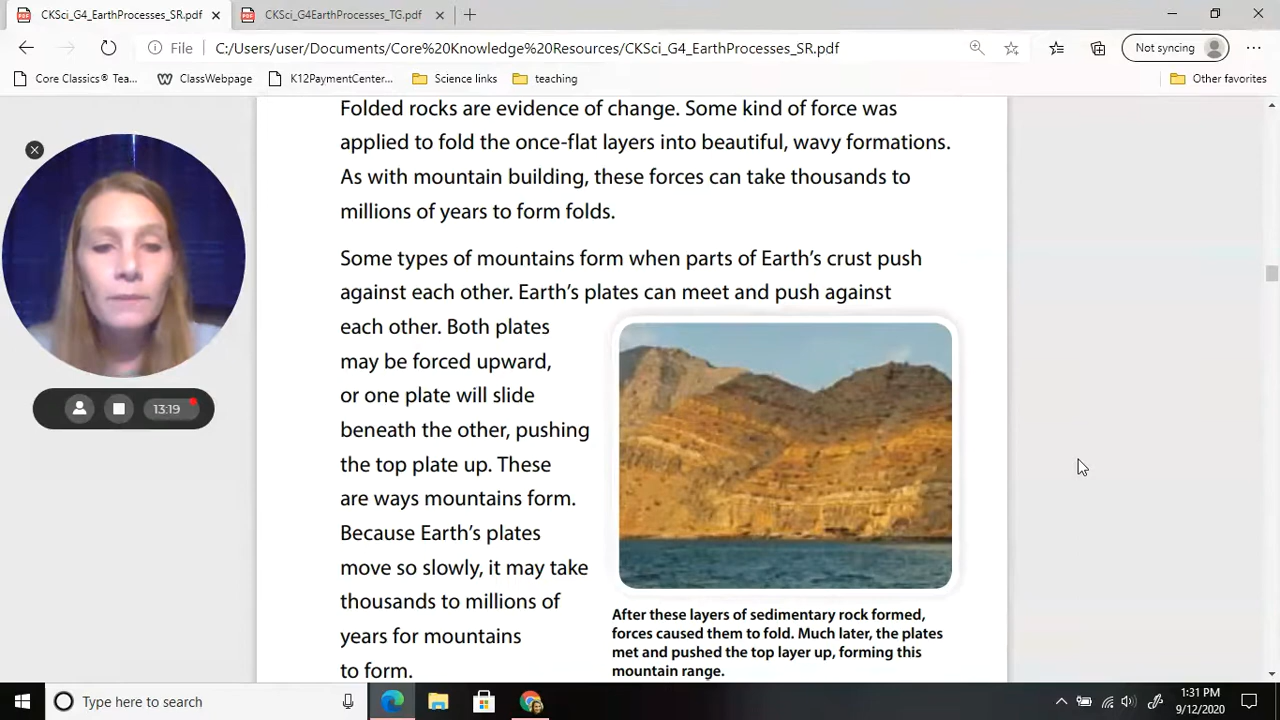 CKSci_G4_EarthProcesses_SR.pdf
CKSci_G4EarthProcesses_TG.pdf
File
C:/Users/user/Documents/Core%20Knowledge%20Resources/CKSci_G4_EarthProcesses_SR.pdf
Not syncing
Core Classics® Tea...
ClassWebpage
K12PaymentCenter...
Science links
teaching
Other favorites
Folded rocks are evidence of change. Some kind of force was
applied to fold the once-flat layers into beautiful, wavy formations.
As with mountain building, these forces can take thousands to
millions of years to form folds.
Some types of mountains form when parts of Earth's crust push
against each other. Earth's plates can meet and push against
each other. Both plates
may be forced upward,
or one plate will slide
beneath the other, pushing
the top plate up. These
are ways mountains form.
Because Earth's plates
move so slowly, it may take
thousands to millions of
years for mountains
to form.
After these layers of sedimentary rock formed,
forces caused them to fold. Much later, the plates
met and pushed the top layer up, forming this
mountain range.
13:19
Type here to search
1:31 PM
9/12/2020